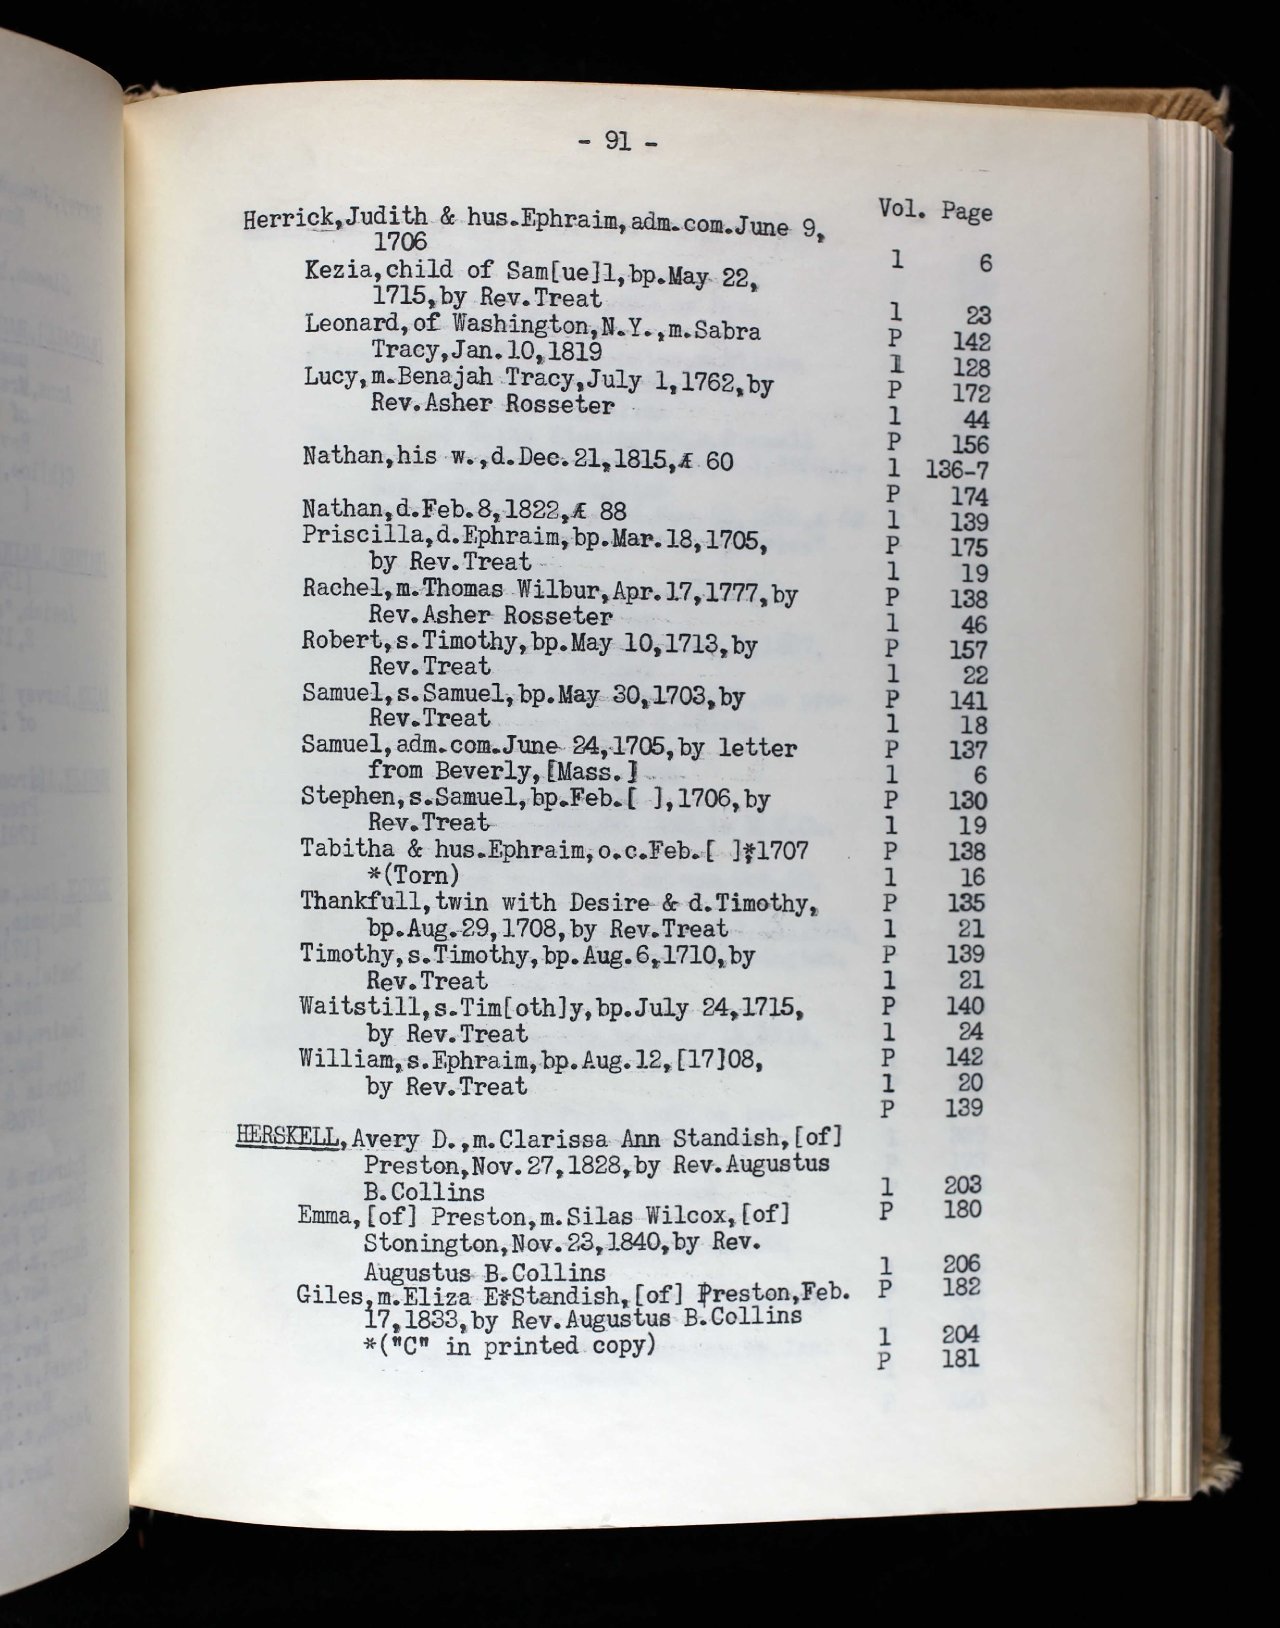 - 91 -
Vol. Page
Herrick,Judith & hus.Ephraim,adm.com.June 9,
1706 1 6
Kezia,child of Sam[ue]l,bp.May 22,
1715,by Rev.Treat 1 23
Leonard,of Washington,N.Y.,m.Sabra P 142
Tracy,Jan.10,1819 1 128
Lucy,m.Benajah Tracy,July 1,1762,by P 172
Rev.Asher Rosseter 1 44
P 156
Nathan,his w.,d.Dec.21,1815,Æ 60 1 136-7
P 174
Nathan,d.Feb.8,1822,Æ 88 1 139
Priscilla,d.Ephraim,bp.Mar.18,1705, P 175
by Rev.Treat 1 19
Rachel,m.Thomas Wilbur,Apr.17,1777,by P 138
Rev.Asher Rosseter 1 46
Robert,s.Timothy,bp.May 10,1713,by P 157
Rev.Treat 1 22
Samuel,s.Samuel,bp.May 30,1703,by P 141
Rev.Treat 1 18
Samuel,adm.com.June 24,1705,by letter P 137
from Beverly,[Mass.] 1 6
Stephen,s.Samuel,bp.Feb.[ ],1706,by P 130
Rev.Treat 1 19
Tabitha & hus.Ephraim,o.c.Feb.[ ]*,1707 P 138
*(Torn) 1 16
Thankfull,twin with Desire & d.Timothy, P 135
bp.Aug.29,1708,by Rev.Treat 1 21
Timothy,s.Timothy,bp.Aug.6,1710,by P 139
Rev.Treat 1 21
Waitstill,s.Tim[oth]y,bp.July 24,1715, P 140
by Rev.Treat 1 24
William,s.Ephraim,bp.Aug.12,[17]08, P 142
by Rev.Treat 1 20
P 139
HERSKELL,Avery D.,m.Clarissa Ann Standish,[of]
Preston,Nov.27,1828,by Rev.Augustus
B.Collins 1 203
Emma,[of] Preston,m.Silas Wilcox,[of] P 180
Stonington,Nov.23,1840,by Rev.
Augustus B.Collins 1 206
Giles,m.Eliza E*Standish,[of] Preston,Feb. P 182
17,1833,by Rev.Augustus B.Collins
*("C" in printed copy) 1 204
P 181